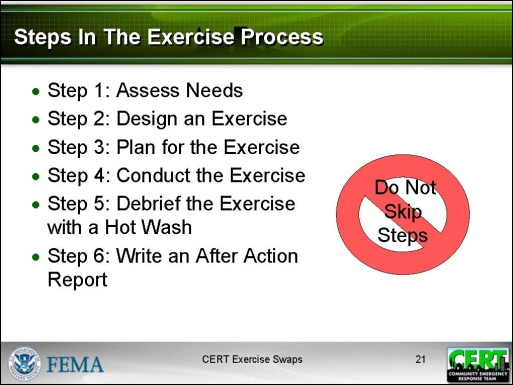 Steps In The Exercise Process
Step 1: Assess Needs
Step 2: Design an Exercise
Step 3: Plan for the Exercise
Step 4: Conduct the Exercise
Step 5: Debrief the Exercise
with a Hot Wash
Step 6: Write an After Action
Report
Do Not
Skip
Steps
FEMA
CERT Exercise Swaps
21
CERT
COMMUNITY EMERGENCY
RESPONSE TEAM